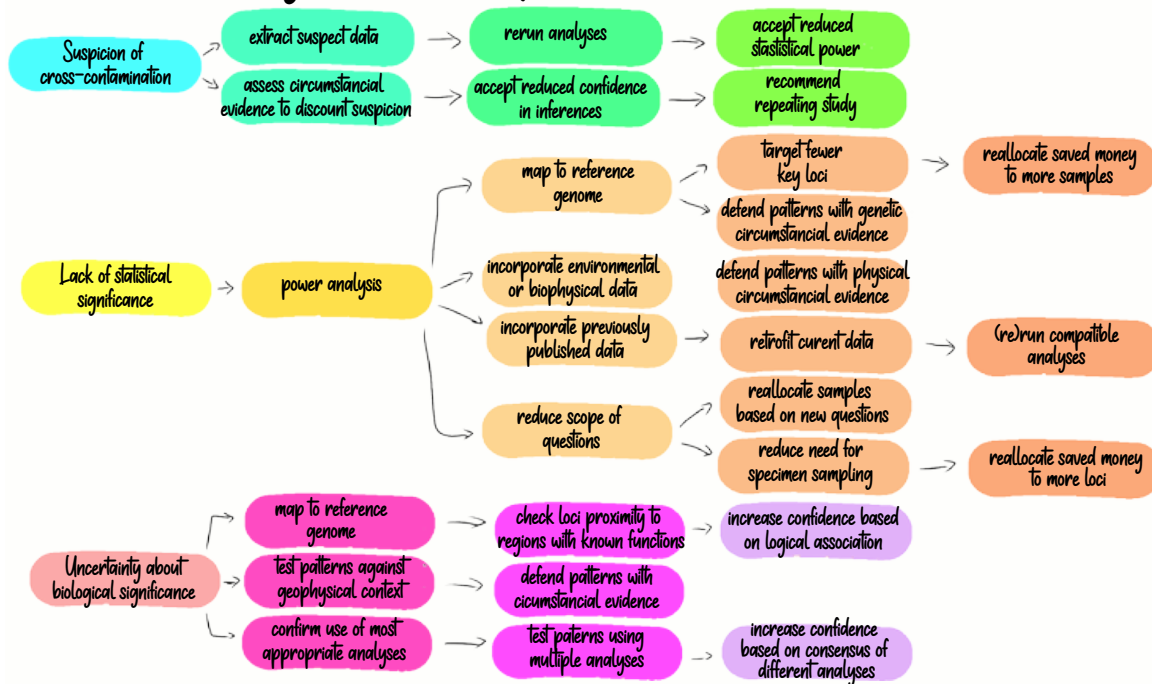 Suspicion of
cross-contamination
extract suspect data
rerun analyses
accept reduced
stastistical power
assess circumstancial
evidence to discount suspicion
accept reduced confidence
in inferences
recommend
repeating study
Lack of statistical
significance
power analysis
map to reference
genome
target fewer
key loci
reallocate saved money
to more samples
defend patterns with genetic
circumstancial evidence
incorporate environmental
or biophysical data
defend patterns with physical
circumstancial evidence
incorporate previously
published data
retrofit curent data
(re)run compatible
analyses
reduce scope of
questions
reallocate samples
based on new questions
reduce need for
specimen sampling
reallocate saved money
to more loci
Uncertainty about
biological significance
map to reference
genome
check loci proximity to
regions with known functions
increase confidence based
on logical association
test patterns against
geophysical context
defend patterns with
cicumstancial evidence
confirm use of most
appropriate analyses
test paterns using
multiple analyses
increase confidence
based on consensus of
different analyses